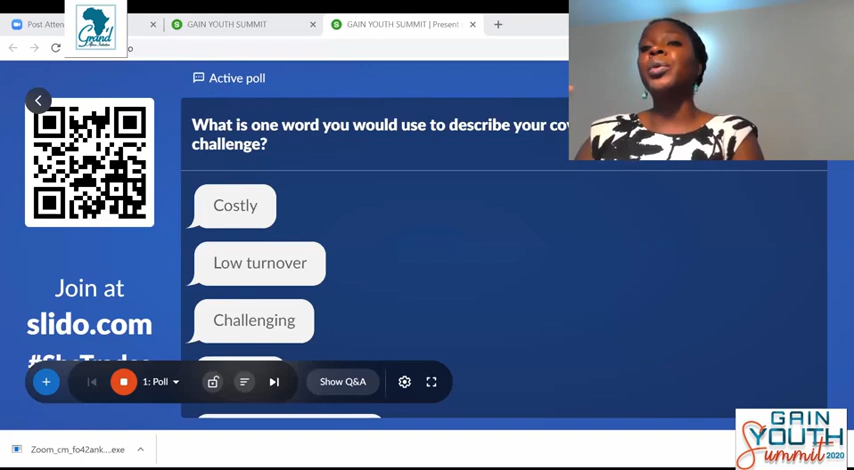 Post Atten
GAIN YOUTH SUMMIT
GAIN YOUTH SUMMIT | Present
Grand
Active poll
What is one word you would use to describe your
challenge?
Costly
Low turnover
Challenging
Join at
slido.com
1: Poll
Show Q&A
Zoom_cm_fo42ank....exe
GAIN
YOUTH
Summit 2020